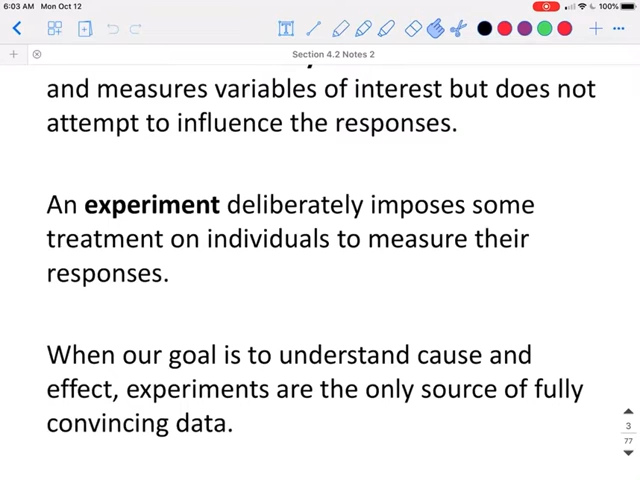 6:03 AM Mon Oct 12
100%
Section 4.2 Notes 2
and measures variables of interest but does not
attempt to influence the responses.
An experiment deliberately imposes some
treatment on individuals to measure their
responses.
When our goal is to understand cause and
effect, experiments are the only source of fully
convincing data.
3
77